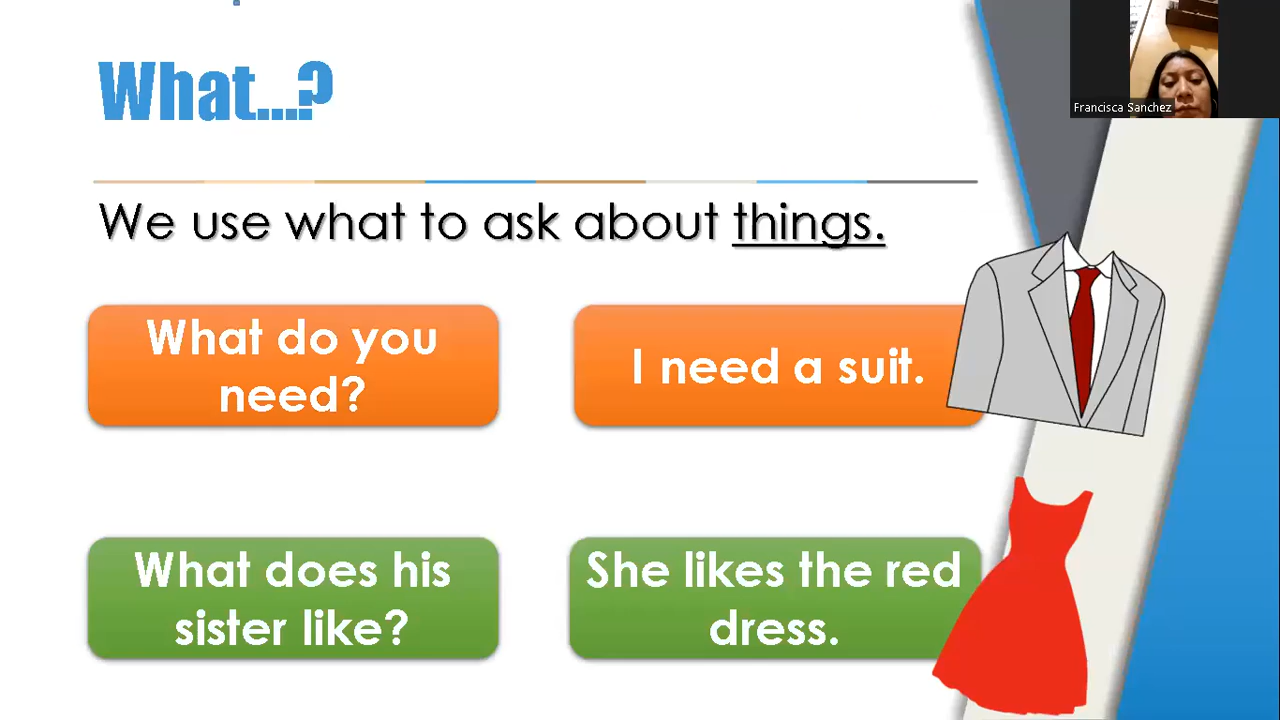 What...?
Francisca Sanchez
We use what to ask about things.
What do you
need?
I need a suit.
What does his
sister like?
She likes the red
dress.